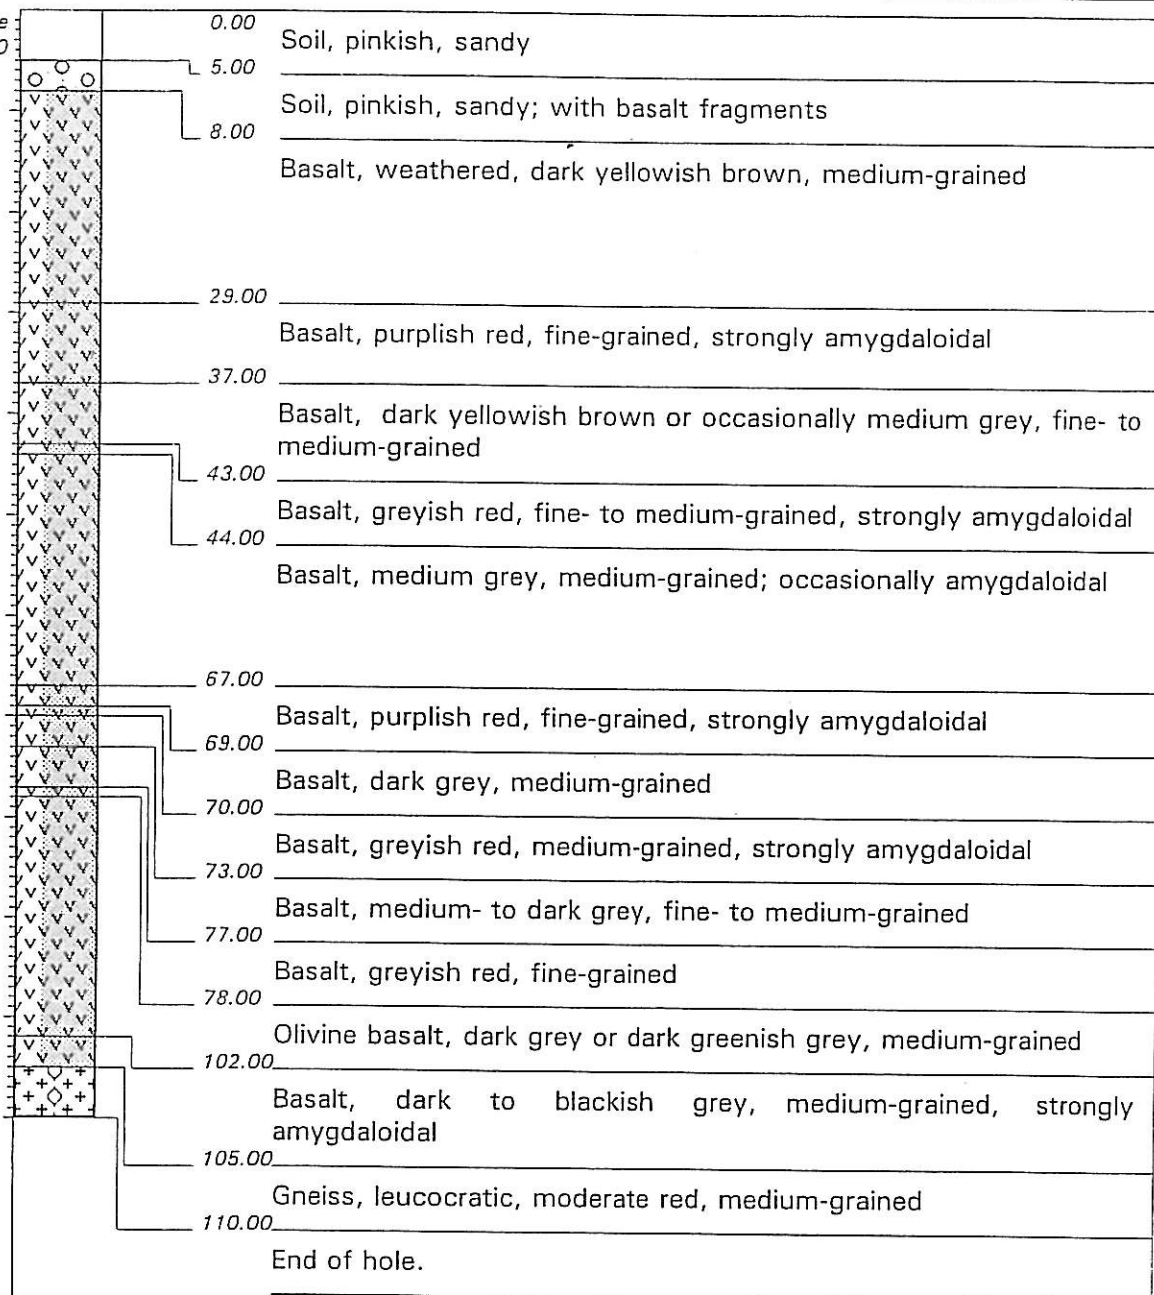 e
0
0.00
Soil, pinkish, sandy
5.00
Soil, pinkish, sandy; with basalt fragments
8.00
Basalt, weathered, dark yellowish brown, medium-grained
29.00
Basalt, purplish red, fine-grained, strongly amygdaloidal
37.00
Basalt, dark yellowish brown or occasionally medium grey, fine- to
medium-grained
43.00
Basalt, greyish red, fine- to medium-grained, strongly amygdaloidal
44.00
Basalt, medium grey, medium-grained; occasionally amygdaloidal
67.00
Basalt, purplish red, fine-grained, strongly amygdaloidal
69.00
Basalt, dark grey, medium-grained
70.00
Basalt, greyish red, medium-grained, strongly amygdaloidal
73.00
Basalt, medium- to dark grey, fine- to medium-grained
77.00
Basalt, greyish red, fine-grained
78.00
Olivine basalt, dark grey or dark greenish grey, medium-grained
102.00
Basalt, dark to blackish grey, medium-grained, strongly
amygdaloidal
105.00
Gneiss, leucocratic, moderate red, medium-grained
110.00
End of hole.